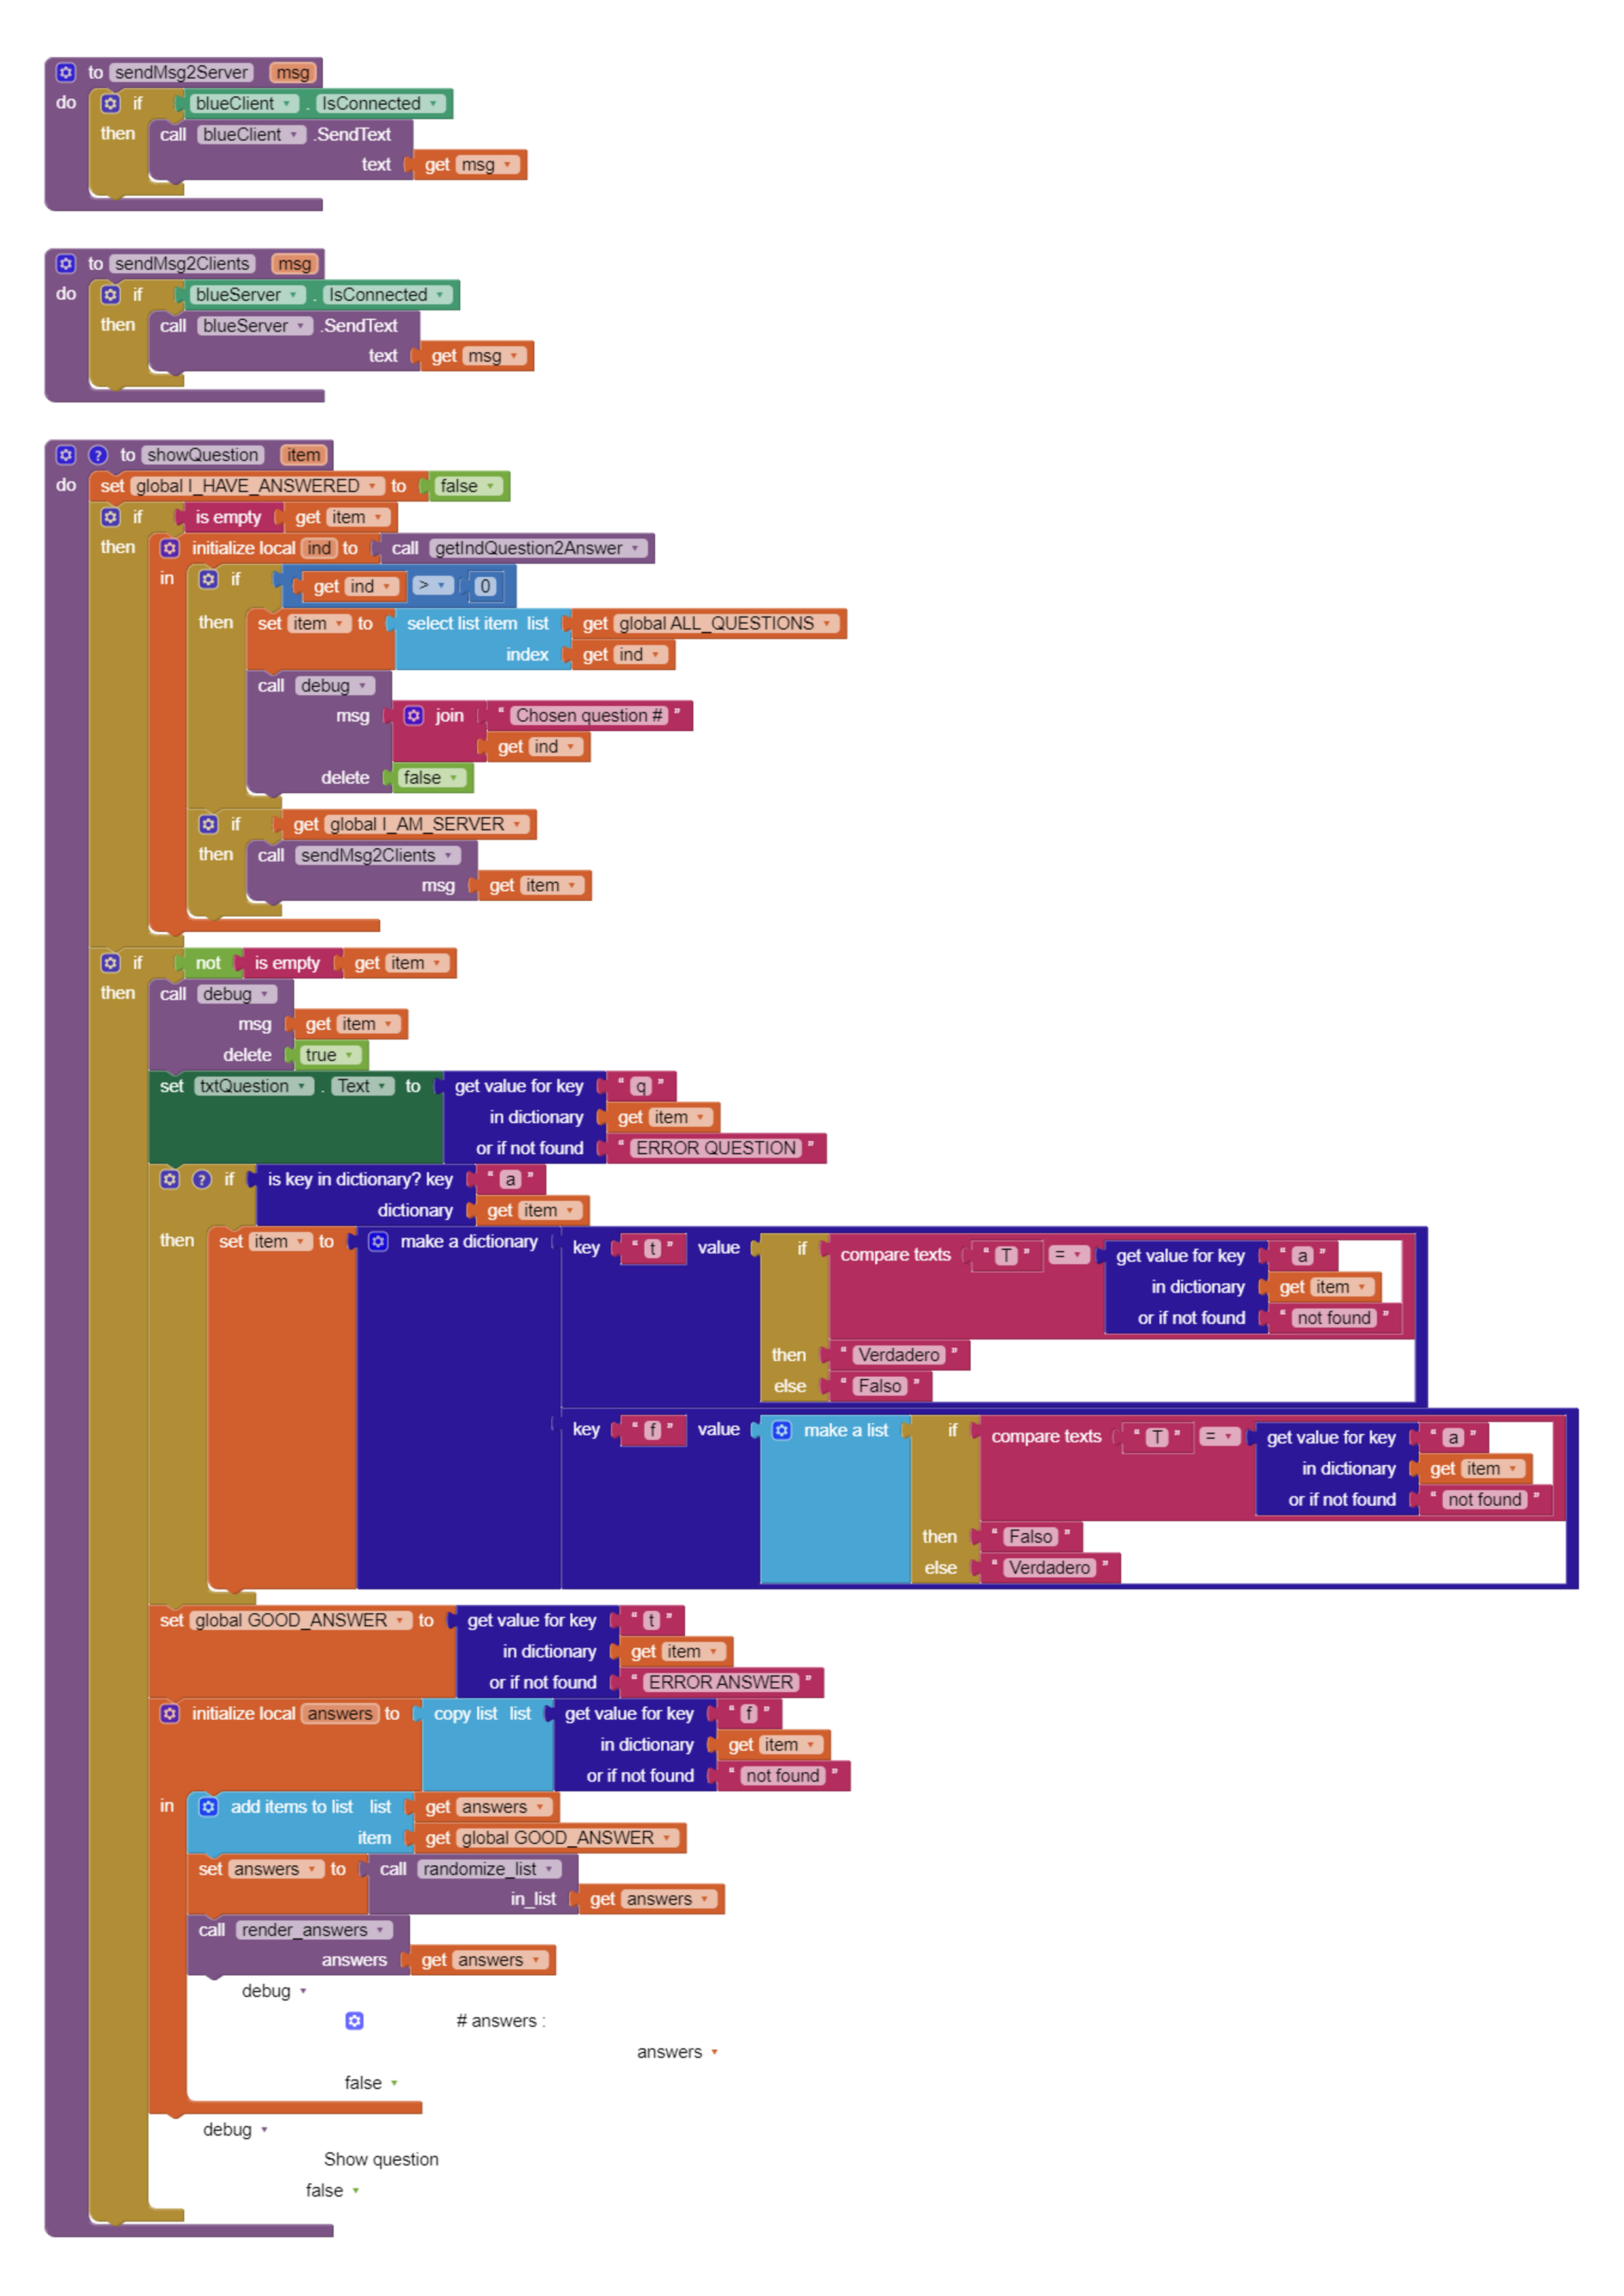 to sendMsg2Server msg
do if blueClient . IsConnected
then call blueClient .SendText
text get msg
to sendMsg2Clients msg
do if blueServer . IsConnected
then call blueServer .SendText
text get msg
? to showQuestion item
do set global I_HAVE_ANSWERED to false
if is empty get item
then initialize local ind to call getIndQuestion2Answer
in if get ind > 0
then set item to select list item list get global ALL_QUESTIONS
index get ind
call debug
msg join “ Chosen question # ”
get ind
delete false
if get global I_AM_SERVER
then call sendMsg2Clients
msg get item
if not is empty get item
then call debug
msg get item
delete true
set txtQuestion . Text to get value for key “ q ”
in dictionary get item
or if not found “ ERROR QUESTION ”
? if is key in dictionary? key “ a ”
dictionary get item
then set item to make a dictionary key “ t ” value if compare texts “ T ” = get value for key “ a ”
in dictionary get item
or if not found “ not found ”
then “ Verdadero ”
else “ Falso ”
key “ f ” value make a list if compare texts “ T ” = get value for key “ a ”
in dictionary get item
or if not found “ not found ”
then “ Falso ”
else “ Verdadero ”
set global GOOD_ANSWER to get value for key “ t ”
in dictionary get item
or if not found “ ERROR ANSWER ”
initialize local answers to copy list list get value for key “ f ”
in dictionary get item
or if not found “ not found ”
in add items to list list get answers
item get global GOOD_ANSWER
set answers to call randomize_list
in_list get answers
call render_answers
answers get answers
debug
# answers :
answers
false
debug
Show question
false